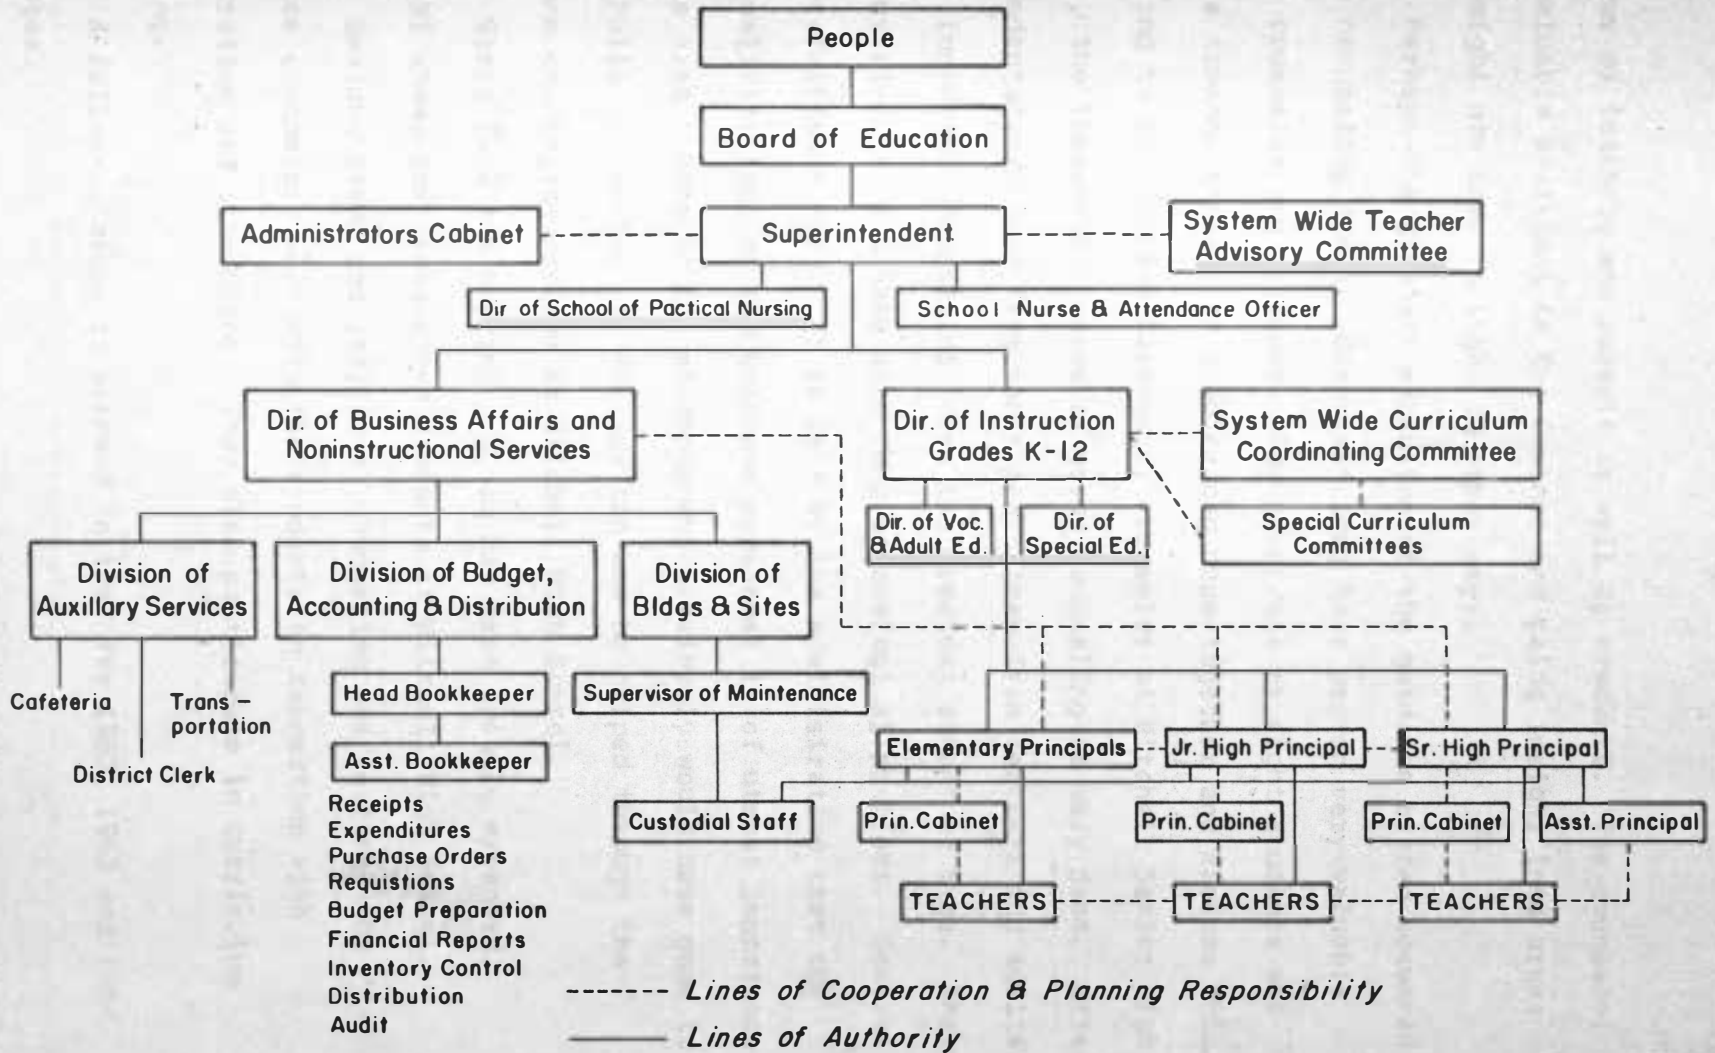 People
Board of Education
Administrators Cabinet
Superintendent
System Wide Teacher
Advisory Committee
Dir of School of Pactical Nursing
School Nurse & Attendance Officer
Dir. of Business Affairs and
Noninstructional Services
Dir. of Instruction
Grades K-12
System Wide Curriculum
Coordinating Committee
Dir. of Voc.
& Adult Ed.
Dir. of
Special Ed.
Special Curriculum
Committees
Division of
Auxillary Services
Division of Budget,
Accounting & Distribution
Division of
Bldgs & Sites
Cafeteria
Trans -
portation
District Clerk
Head Bookkeeper
Asst. Bookkeeper
Supervisor of Maintenance
Custodial Staff
Elementary Principals
Jr. High Principal
Sr. High Principal
Prin. Cabinet
Prin. Cabinet
Prin. Cabinet
Asst. Principal
TEACHERS
TEACHERS
TEACHERS
Receipts
Expenditures
Purchase Orders
Requistions
Budget Preparation
Financial Reports
Inventory Control
Distribution
Audit
Lines of Cooperation & Planning Responsibility
Lines of Authority